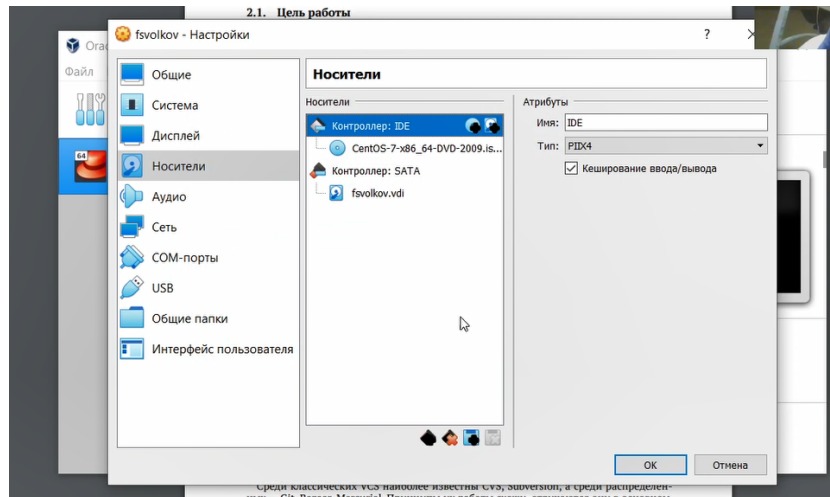 2.1. Цель работы
fsvolkov - Настройки
?
Orac
Файл
64
Общие
Система
Дисплей
Носители
Аудио
Сеть
COM-порты
USB
Общие папки
Интерфейс пользователя
Носители
Носители
Контроллер: IDE
CentOS-7-x86_64-DVD-2009.is...
Контроллер: SATA
fsvolkov.vdi
Атрибуты
Имя: IDE
Тип: PIIX4
Кеширование ввода/вывода
OK
Отмена
Среди классических VCS наиболее известны CVS, Subversion, а среди распределен-